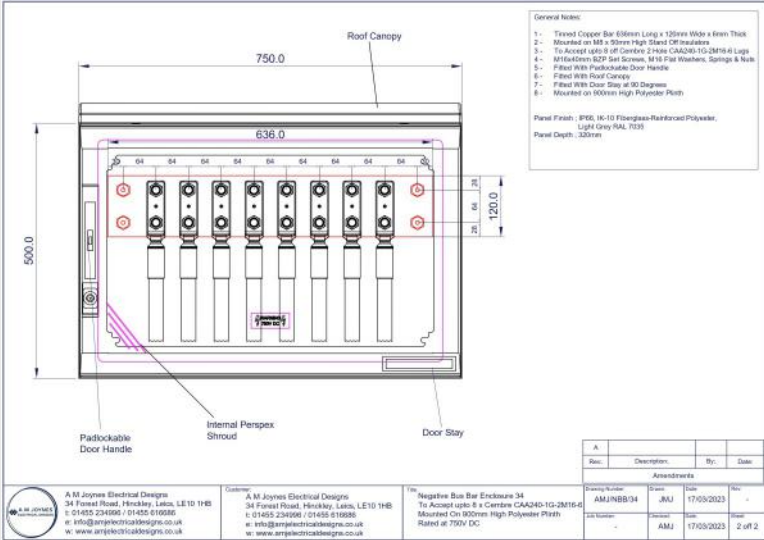 General Notes:
1 - Tinned Copper Bar 636mm Long x 120mm Wide x 6mm Thick
2 - Mounted on M8 x 50mm High Stand Off Insulators
3 - To Accept upto 8 off Cembre 2 Hole CAA240-1G-2M16-6 Lugs
4 - M16x40mm BZP Set Screws, M16 Flat Washers, Springs & Nuts
5 - Fitted With Padlockable Door Handle
6 - Fitted With Roof Canopy
7 - Fitted With Door Stay at 90 Degrees
8 - Mounted on 900mm High Polyester Plinth
Panel Finish : IP66, IK-10 Fiberglass-Reinforced Polyester,
Light Grey RAL 7035
Panel Depth : 320mm
Roof Canopy
750.0
636.0
64 64 64 64 64 64 64 64 64
28
64
28
120.0
500.0
WARNING
750V DC
Padlockable
Door Handle
Internal Perspex
Shroud
Door Stay
A
Rev: Description: By: Date:
Amendments
A M JOYNES
A M Joynes Electrical Designs
34 Forest Road, Hinckley, Leics, LE10 1HB
t: 01455 234996 / 01455 616686
e: info@amjelectricaldesigns.co.uk
w: www.amjelectricaldesigns.co.uk
Customer:
A M Joynes Electrical Designs
34 Forest Road, Hinckley, Leics, LE10 1HB
t: 01455 234996 / 01455 616686
e: info@amjelectricaldesigns.co.uk
w: www.amjelectricaldesigns.co.uk
Title:
Negative Bus Bar Enclosure 34
To Accept upto 8 x Cembre CAA240-1G-2M16-6
Mounted On 900mm High Polyester Plinth
Rated at 750V DC
Drawing Number: Drawn: Date: Rev:
AMJ/NBB/34 JMJ 17/03/2023 -
Job Number: Checked: Date: Sheet:
- AMJ 17/03/2023 2 off 2